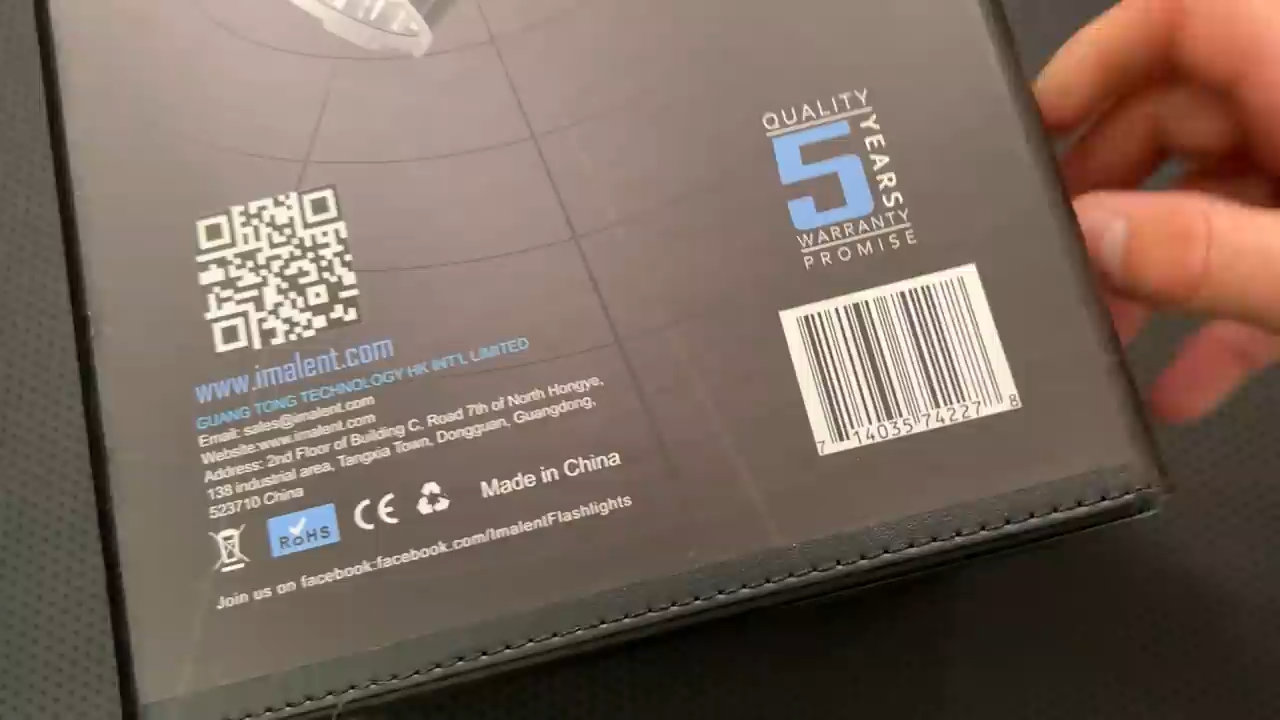 QUALITY
5 YEARS
WARRANTY
PROMISE
www.imalent.com
GUANG TONG TECHNOLOGY HK INT'L LIMITED
Email: sales@imalent.com
Website:www.imalent.com
Address: 2nd Floor of Building C, Road 7th of North Hongye,
138 industrial area, Tangxia Town, Dongguan, Guangdong,
523710 China
RoHS CE Made in China
Join us on facebook:facebook.com/ImalentFlashlights
7 14035 74227 8